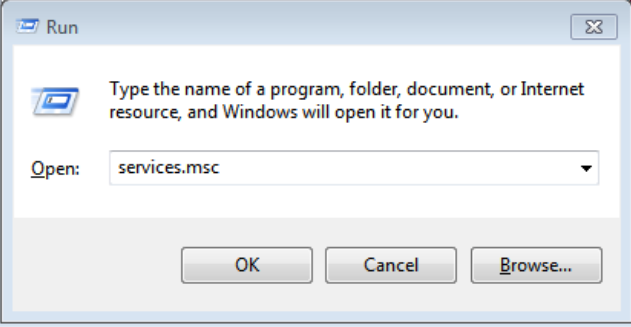 Run
Type the name of a program, folder, document, or Internet
resource, and Windows will open it for you.
Open: services.msc
OK Cancel Browse...